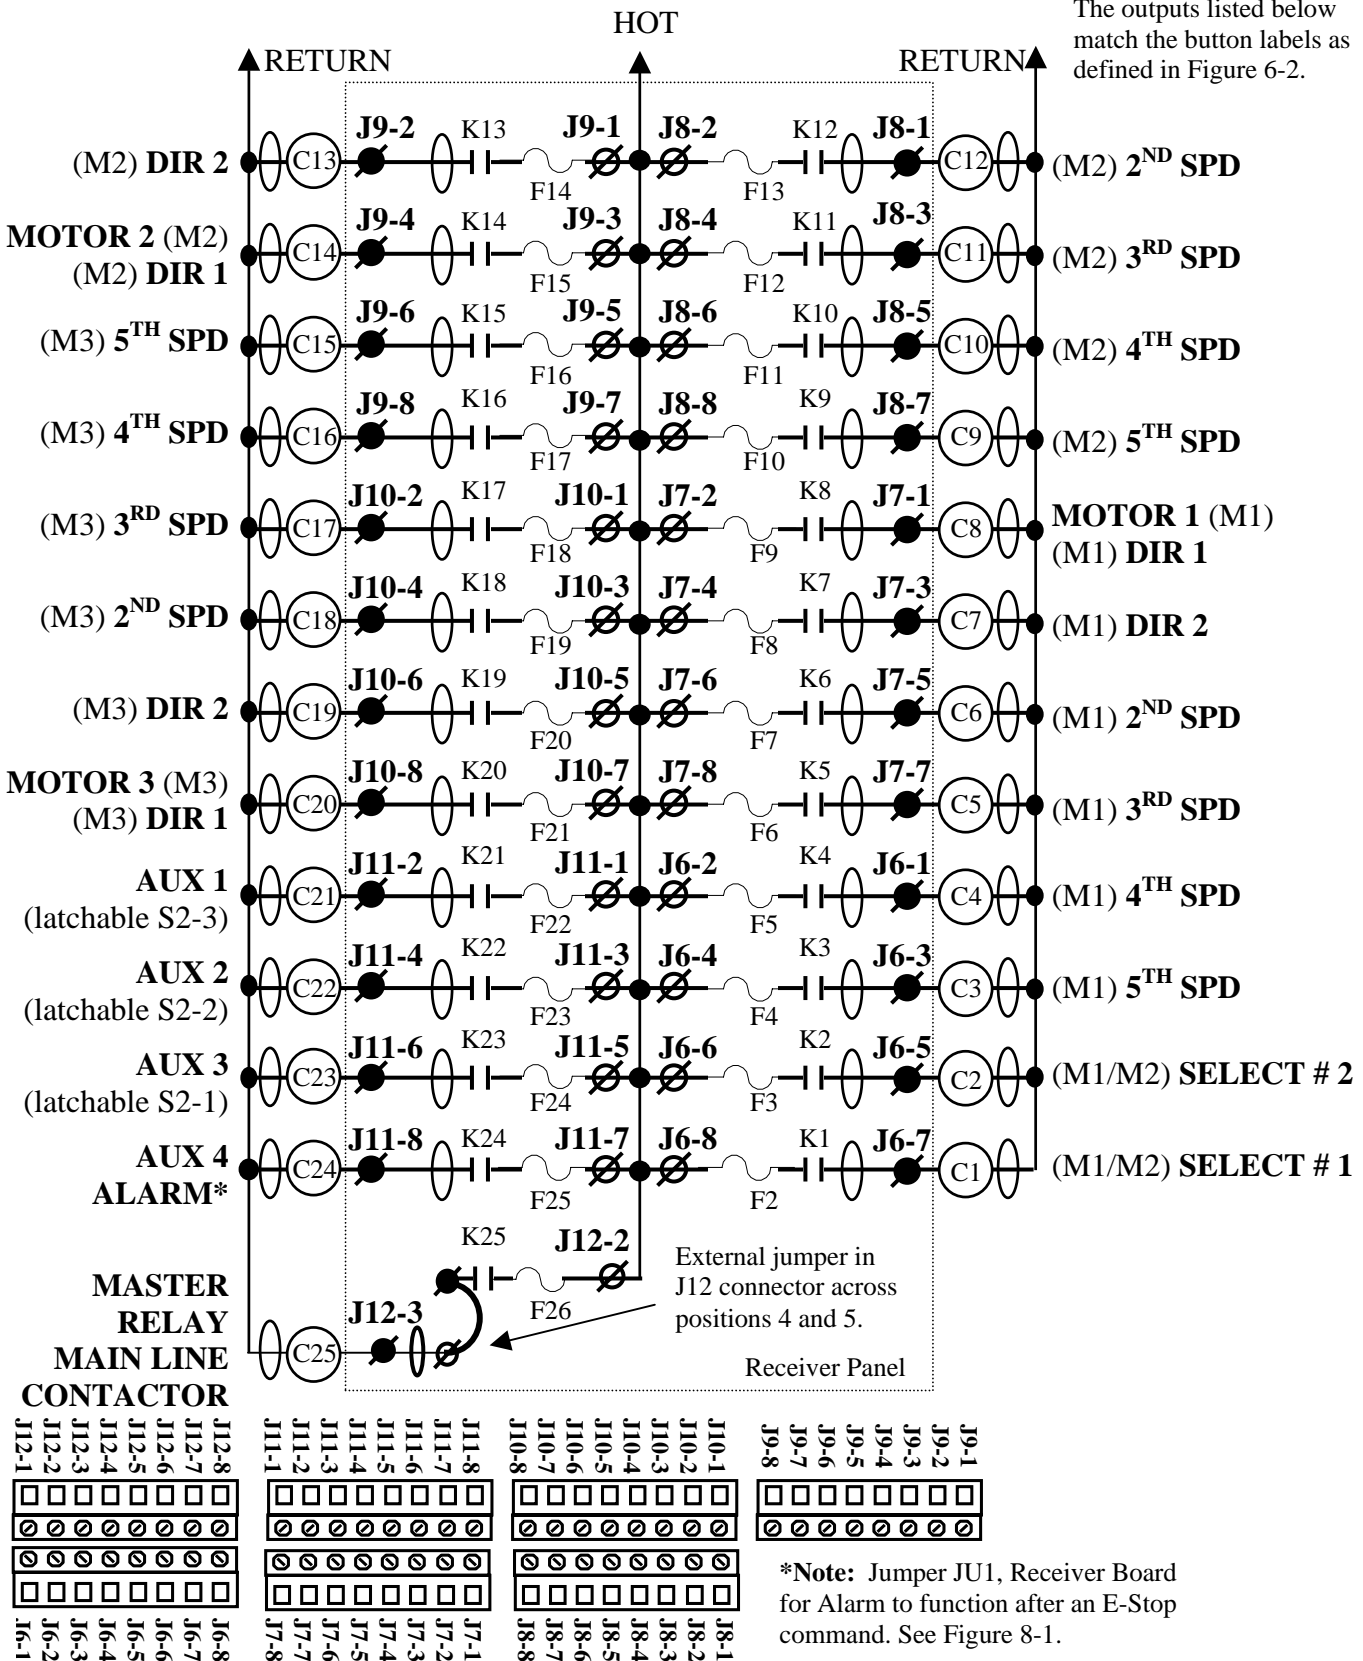 The outputs listed below
match the button labels as
defined in Figure 6-2.
HOT
RETURN
RETURN
(M2) DIR 2
C13
J9-2
K13
F14
J9-1
J8-2
F13
K12
J8-1
C12
(M2) 2ND SPD
MOTOR 2 (M2)
(M2) DIR 1
C14
J9-4
K14
F15
J9-3
J8-4
F12
K11
J8-3
C11
(M2) 3RD SPD
(M3) 5TH SPD
C15
J9-6
K15
F16
J9-5
J8-6
F11
K10
J8-5
C10
(M2) 4TH SPD
(M3) 4TH SPD
C16
J9-8
K16
F17
J9-7
J8-8
F10
K9
J8-7
C9
(M2) 5TH SPD
(M3) 3RD SPD
C17
J10-2
K17
F18
J10-1
J7-2
F9
K8
J7-1
C8
MOTOR 1 (M1)
(M1) DIR 1
(M3) 2ND SPD
C18
J10-4
K18
F19
J10-3
J7-4
F8
K7
J7-3
C7
(M1) DIR 2
(M3) DIR 2
C19
J10-6
K19
F20
J10-5
J7-6
F7
K6
J7-5
C6
(M1) 2ND SPD
MOTOR 3 (M3)
(M3) DIR 1
C20
J10-8
K20
F21
J10-7
J7-8
F6
K5
J7-7
C5
(M1) 3RD SPD
AUX 1
(latchable S2-3)
C21
J11-2
K21
F22
J11-1
J6-2
F5
K4
J6-1
C4
(M1) 4TH SPD
AUX 2
(latchable S2-2)
C22
J11-4
K22
F23
J11-3
J6-4
F4
K3
J6-3
C3
(M1) 5TH SPD
AUX 3
(latchable S2-1)
C23
J11-6
K23
F24
J11-5
J6-6
F3
K2
J6-5
C2
(M1/M2) SELECT # 2
AUX 4
ALARM*
C24
J11-8
K24
F25
J11-7
J6-8
F2
K1
J6-7
C1
(M1/M2) SELECT # 1
MASTER
RELAY
MAIN LINE
CONTACTOR
C25
J12-3
K25
F26
J12-2
External jumper in
J12 connector across
positions 4 and 5.
Receiver Panel
J12-1
J12-2
J12-3
J12-4
J12-5
J12-6
J12-7
J12-8
J11-1
J11-2
J11-3
J11-4
J11-5
J11-6
J11-7
J11-8
J10-8
J10-7
J10-6
J10-5
J10-4
J10-3
J10-2
J10-1
J9-8
J9-7
J9-6
J9-5
J9-4
J9-3
J9-2
J9-1
J6-1
J6-2
J6-3
J6-4
J6-5
J6-6
J6-7
J6-8
J7-8
J7-7
J7-6
J7-5
J7-4
J7-3
J7-2
J7-1
J8-8
J8-7
J8-6
J8-5
J8-4
J8-3
J8-2
J8-1
*Note: Jumper JU1, Receiver Board
for Alarm to function after an E-Stop
command. See Figure 8-1.